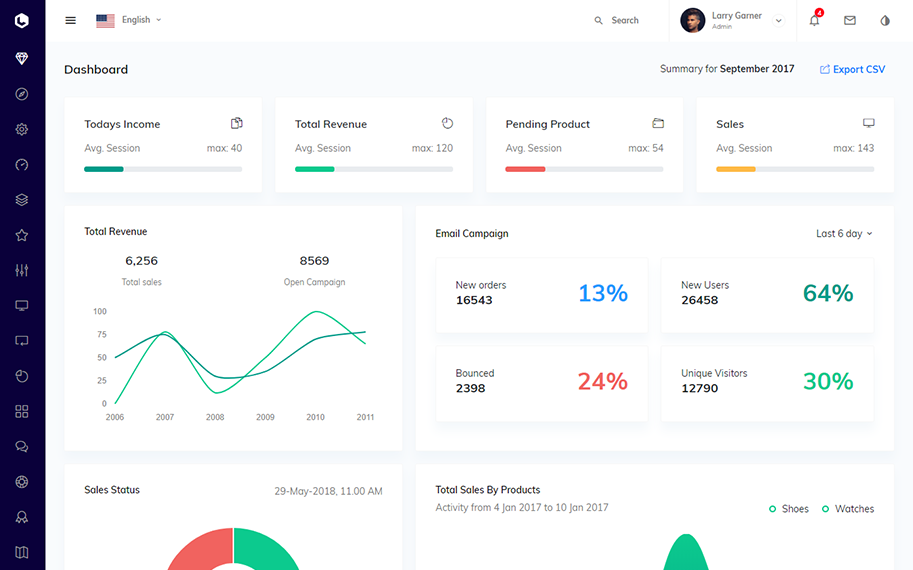 English
Search
Larry Garner
Admin
4
Dashboard
Summary for September 2017
Export CSV
Todays Income
Avg. Session
max: 40
Total Revenue
Avg. Session
max: 120
Pending Product
Avg. Session
max: 54
Sales
Avg. Session
max: 143
Total Revenue
6,256
Total sales
8569
Open Campaign
100
75
50
25
0
2006 2007 2008 2009 2010 2011
Email Campaign
Last 6 day
New orders
16543
13%
New Users
26458
64%
Bounced
2398
24%
Unique Visitors
12790
30%
Sales Status
29-May-2018, 11.00 AM
Total Sales By Products
Activity from 4 Jan 2017 to 10 Jan 2017
Shoes
Watches